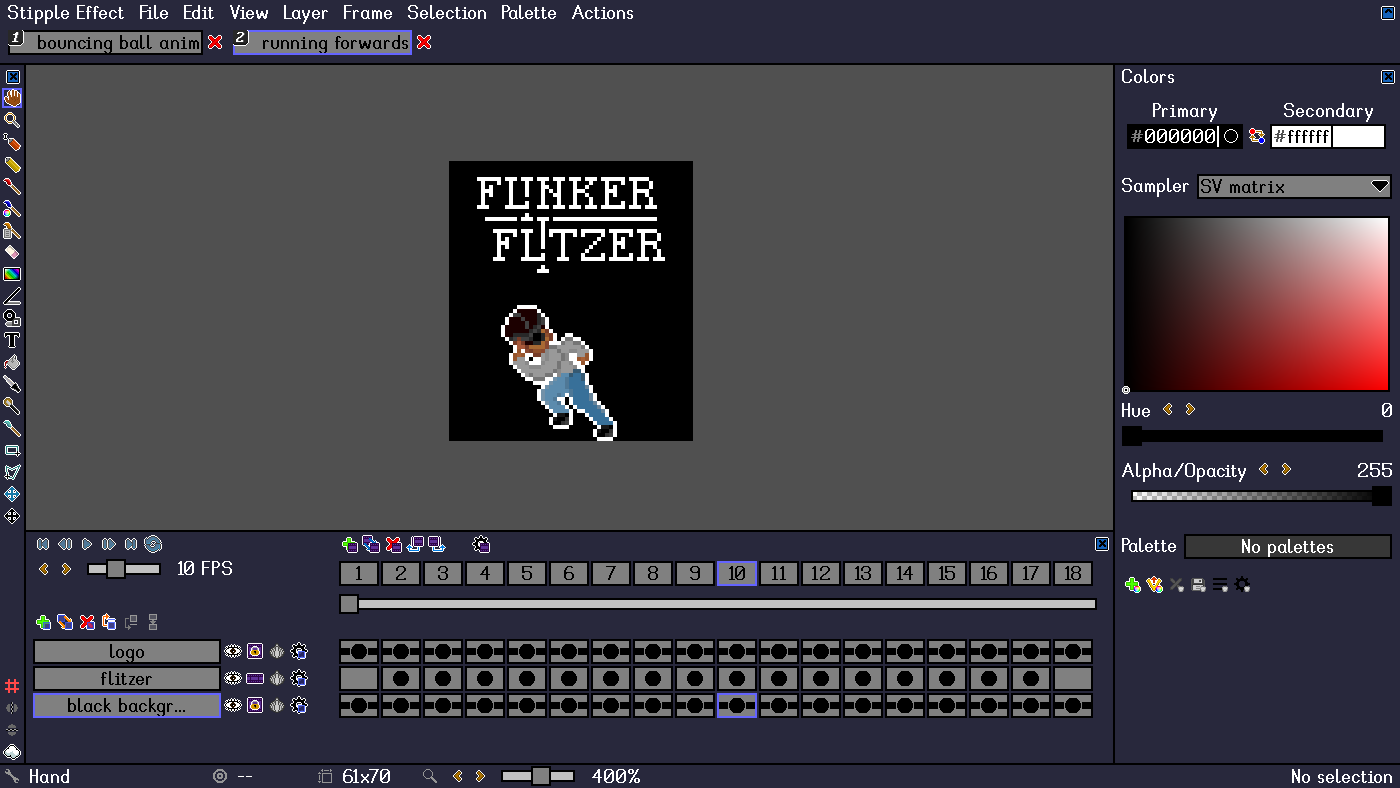 Stipple Effect File Edit View Layer Frame Selection Palette Actions
1 bouncing ball anim 2 running forwards
Colors
Primary Secondary
#000000 #ffffff
Sampler SV matrix
Hue 0
Alpha/Opacity 255
Palette No palettes
FLINKER
FLITZER
10 FPS
1 2 3 4 5 6 7 8 9 10 11 12 13 14 15 16 17 18
logo
flitzer
black backgr...
Hand -- 61x70 400% No selection